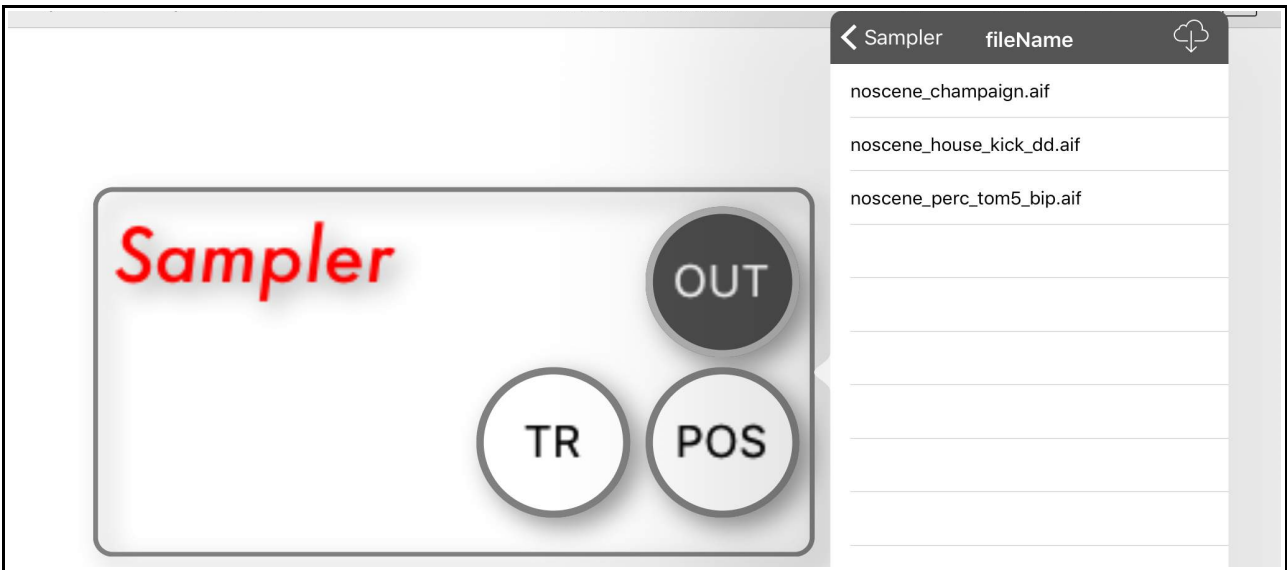 Sampler
OUT
TR
POS
Sampler
fileName
noscene_champaign.aif
noscene_house_kick_dd.aif
noscene_perc_tom5_bip.aif